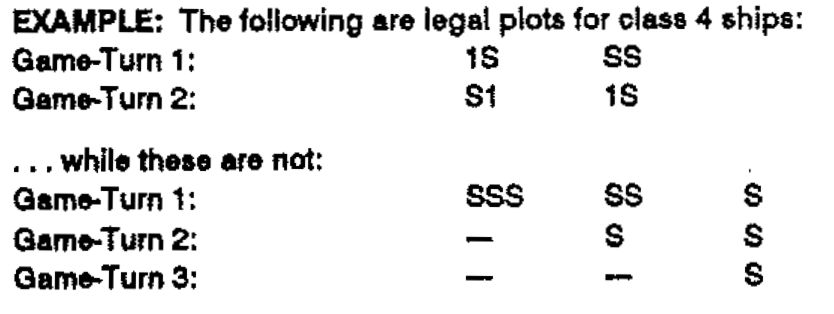 EXAMPLE: The following are legal plots for class 4 ships:
Game-Turn 1: 1S SS
Game-Turn 2: S1 1S
. . . while these are not:
Game-Turn 1: SSS SS S
Game-Turn 2: — S S
Game-Turn 3: — — S